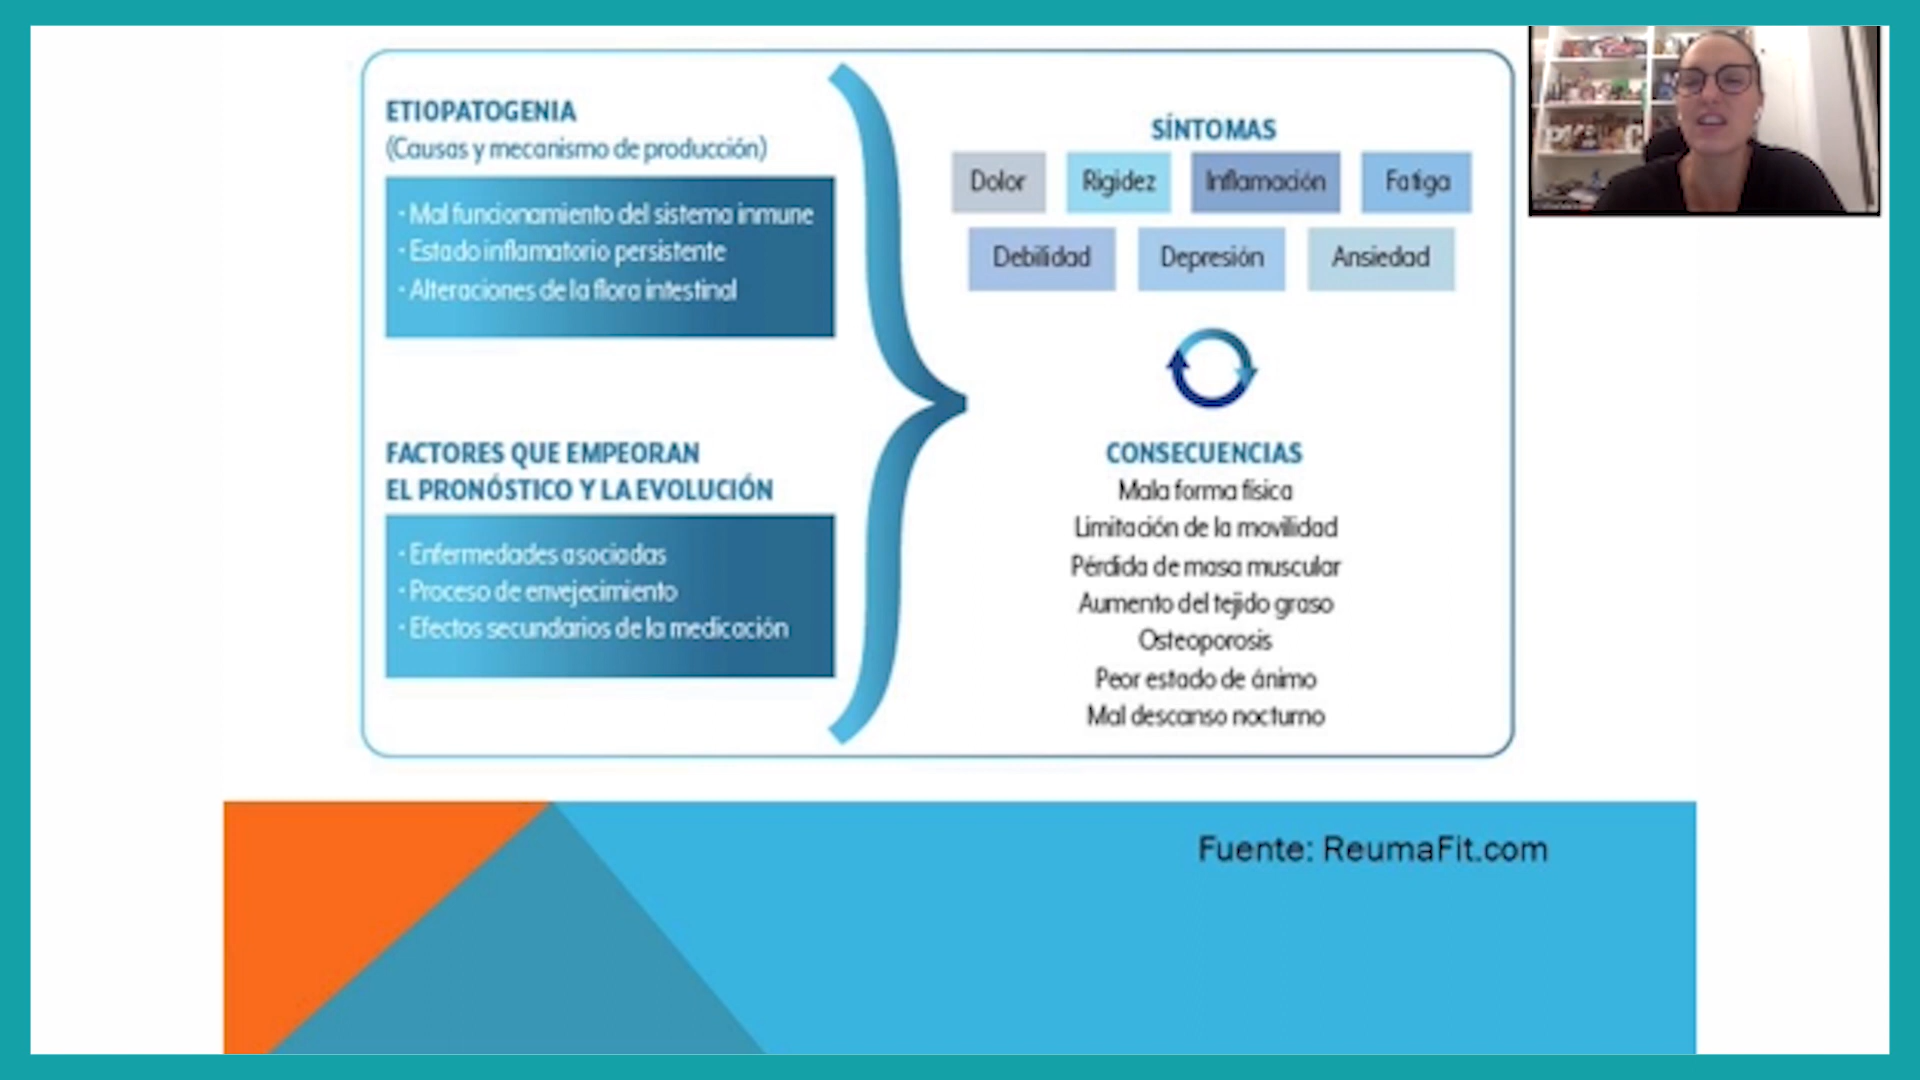 ETIOPATOGENIA
(Causas y mecanismo de producción)
· Mal funcionamiento del sistema inmune
· Estado inflamatorio persistente
· Alteraciones de la flora intestinal
FACTORES QUE EMPEORAN
EL PRONÓSTICO Y LA EVOLUCIÓN
· Enfermedades asociadas
· Proceso de envejecimiento
· Efectos secundarios de la medicación
SÍNTOMAS
Dolor Rigidez Inflamación Fatiga
Debilidad Depresión Ansiedad
CONSECUENCIAS
Mala forma física
Limitación de la movilidad
Pérdida de masa muscular
Aumento del tejido graso
Osteoporosis
Peor estado de ánimo
Mal descanso nocturno
Fuente: ReumaFit.com